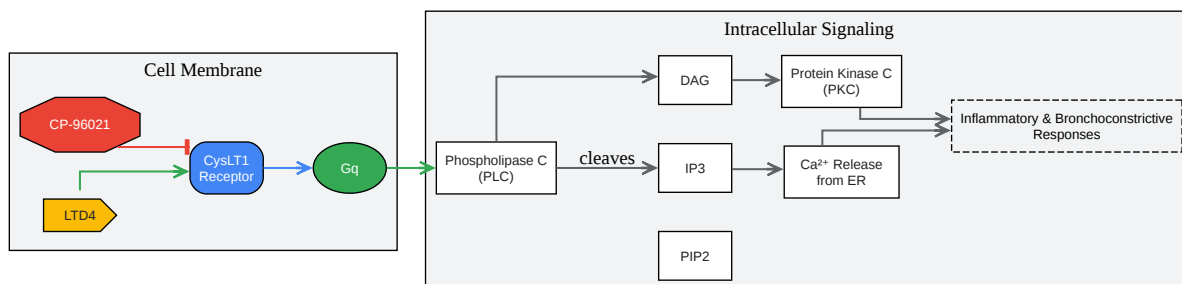 Cell Membrane
CP-96021
CysLT1
Receptor
Gq
LTD4
Intracellular Signaling
Phospholipase C
(PLC)
cleaves
DAG
Protein Kinase C
(PKC)
IP3
Ca²⁺ Release
from ER
PIP2
Inflammatory & Bronchoconstrictive
Responses